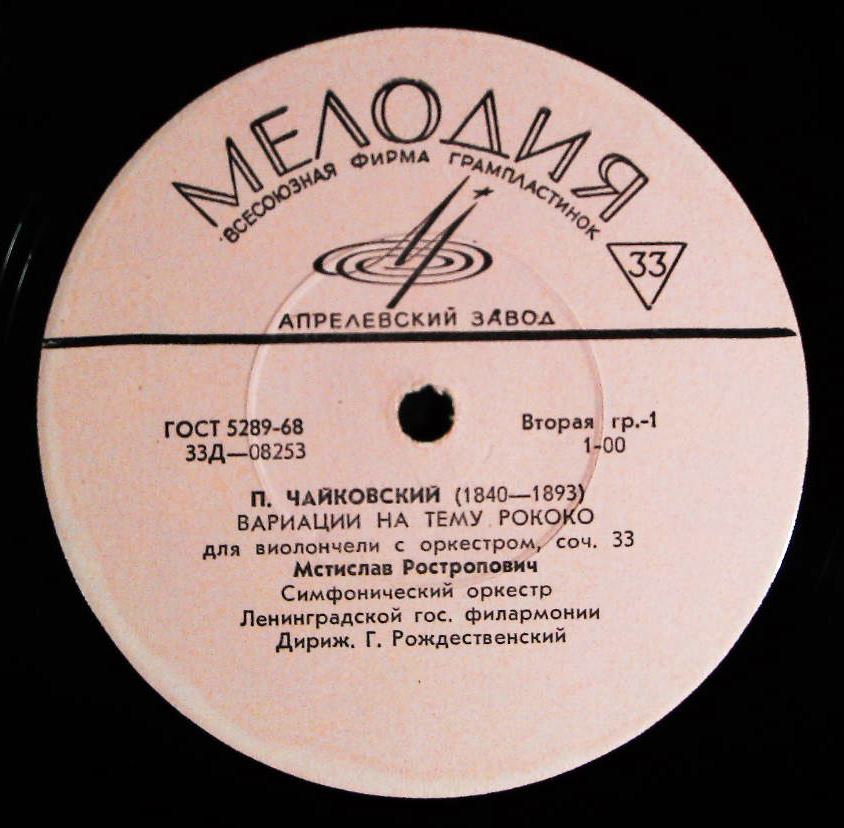 МЕЛОДИЯ
ВСЕСОЮЗНАЯ ФИРМА ГРАМПЛАСТИНОК
33
АПРЕЛЕВСКИЙ ЗАВОД
ГОСТ 5289-68 Вторая гр.-1
33Д—08253 1-00
П. ЧАЙКОВСКИЙ (1840—1893)
ВАРИАЦИИ НА ТЕМУ РОКОКО
для виолончели с оркестром, соч. 33
Мстислав Ростропович
Симфонический оркестр
Ленинградской гос. филармонии
Дириж. Г. Рождественский